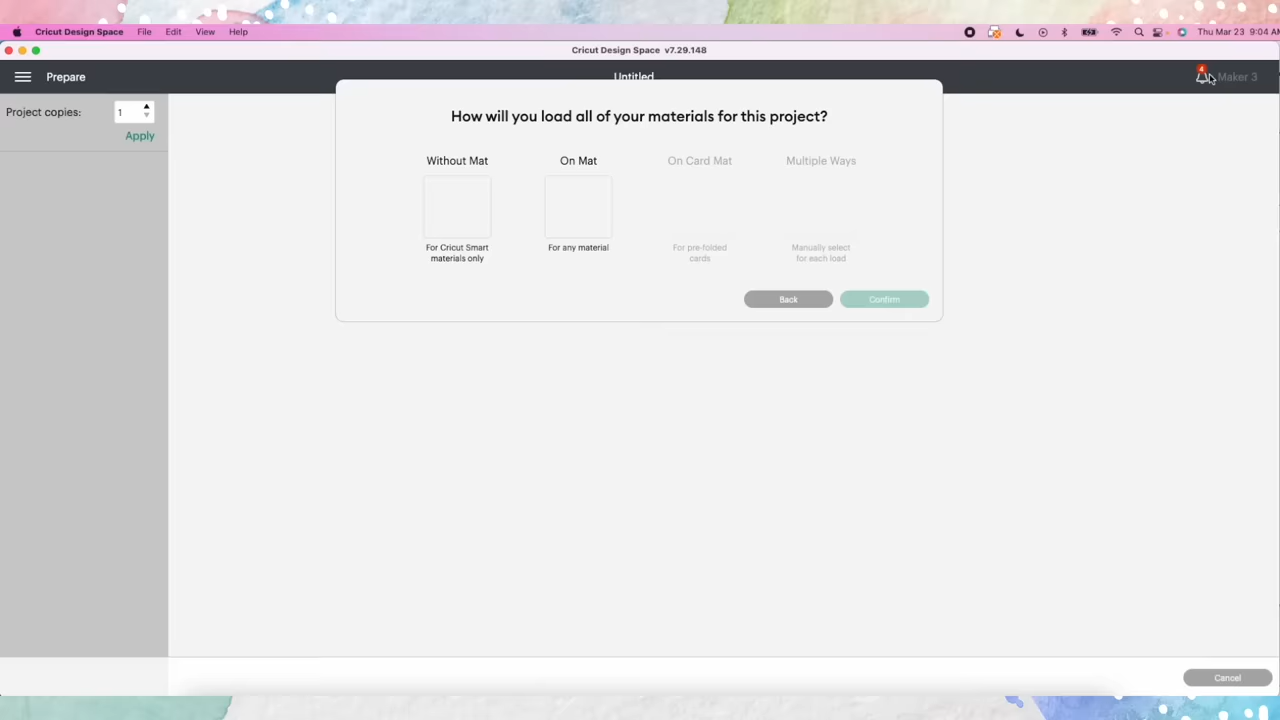 Cricut Design Space File Edit View Help Thu Mar 23 9:04 AM
Cricut Design Space v7.29.148
Prepare Untitled 4 Maker 3
Project copies: 1
Apply
How will you load all of your materials for this project?
Without Mat On Mat On Card Mat Multiple Ways
For Cricut Smart materials only
For any material
For pre-folded cards
Manually select for each load
Back Confirm
Cancel